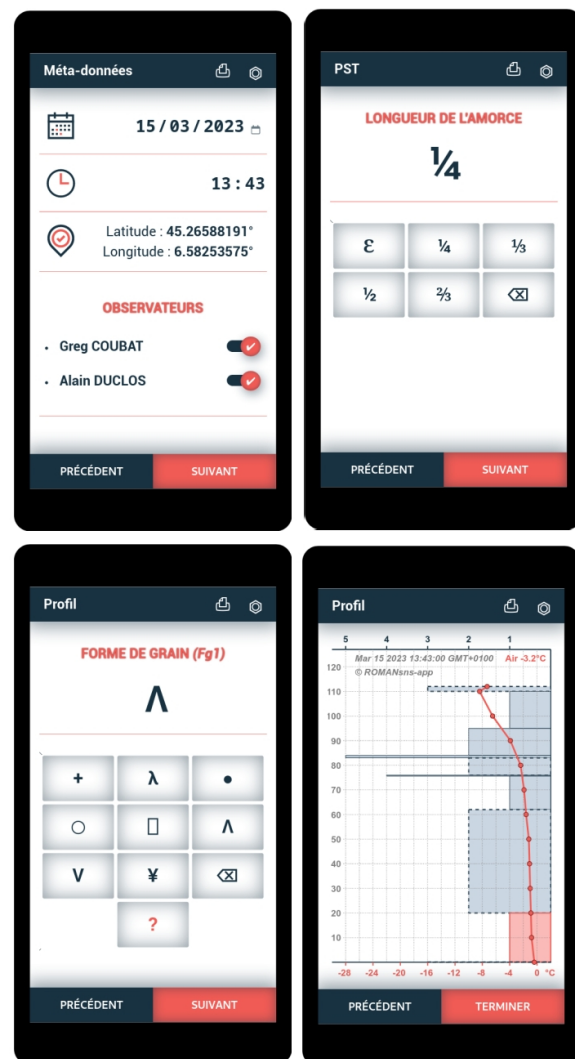 Méta-données
15/03/2023
13:43
Latitude : 45.26588191°
Longitude : 6.58253575°
OBSERVATEURS
• Greg COUBAT
• Alain DUCLOS
PRÉCÉDENT SUIVANT
PST
LONGUEUR DE L'AMORCE
¼
Ɛ ¼ ⅓
½ ⅔ ⌫
PRÉCÉDENT SUIVANT
Profil
FORME DE GRAIN (Fg1)
Λ
+ λ ●
○ ▯ Λ
V ¥ ⌫
?
PRÉCÉDENT SUIVANT
Profil
5 4 3 2 1
Mar 15 2023 13:43:00 GMT+0100 Air -3.2°C
© ROMANsns-app
120
110
100
90
80
70
60
50
40
30
20
10
-28 -24 -20 -16 -12 -8 -4 0 °C
PRÉCÉDENT TERMINER